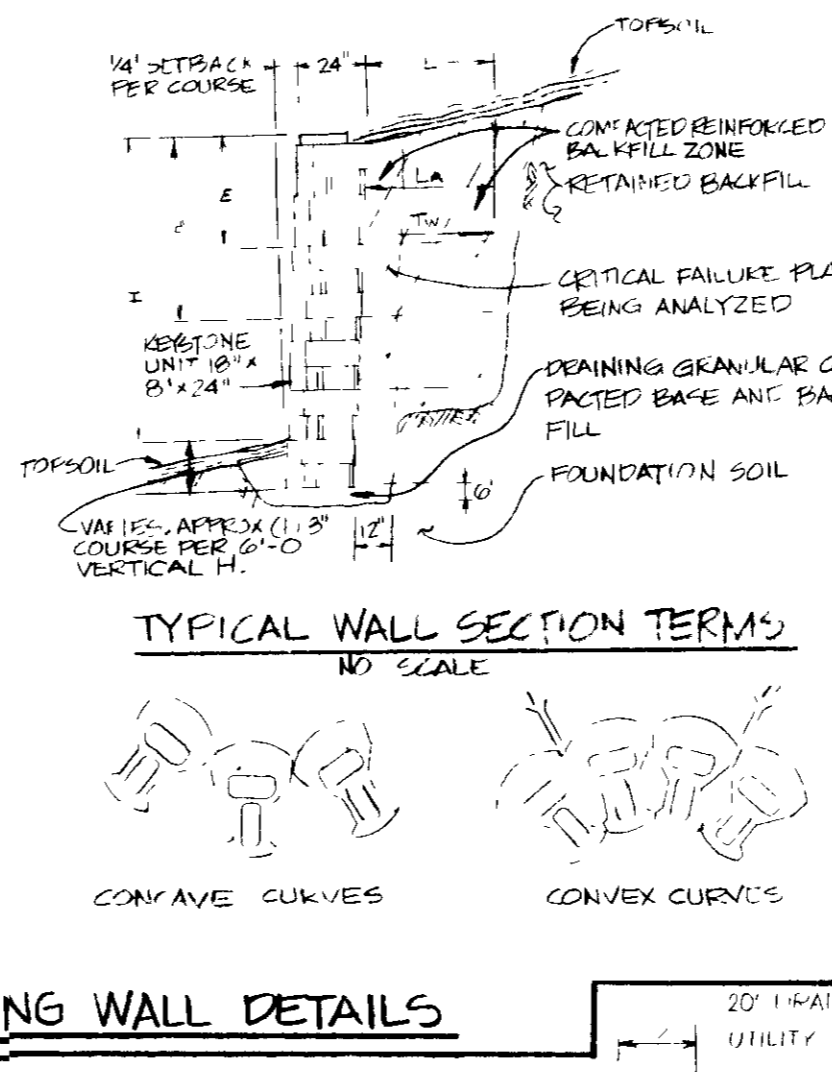 TOPSOIL
1/4" SETBACK
PER COURSE
24"
L
COMPACTED REINFORCED
BACKFILL ZONE
La
RETAINED BACKFILL
E
Tw
CRITICAL FAILURE PLA
BEING ANALYZED
H
KEYSTONE
UNIT 18" X
8" X 24"
DRAINING GRANULAR C
PACTED BASE AND BA
FILL
TOPSOIL
FOUNDATION SOIL
6"
VARIES, APPROX (1) 3"
COURSE PER 6'-0
VERTICAL H.
12"
TYPICAL WALL SECTION TERMS
NO SCALE
CONCAVE CURVES
CONVEX CURVES
NG WALL DETAILS
20' DRAI
UTILITY